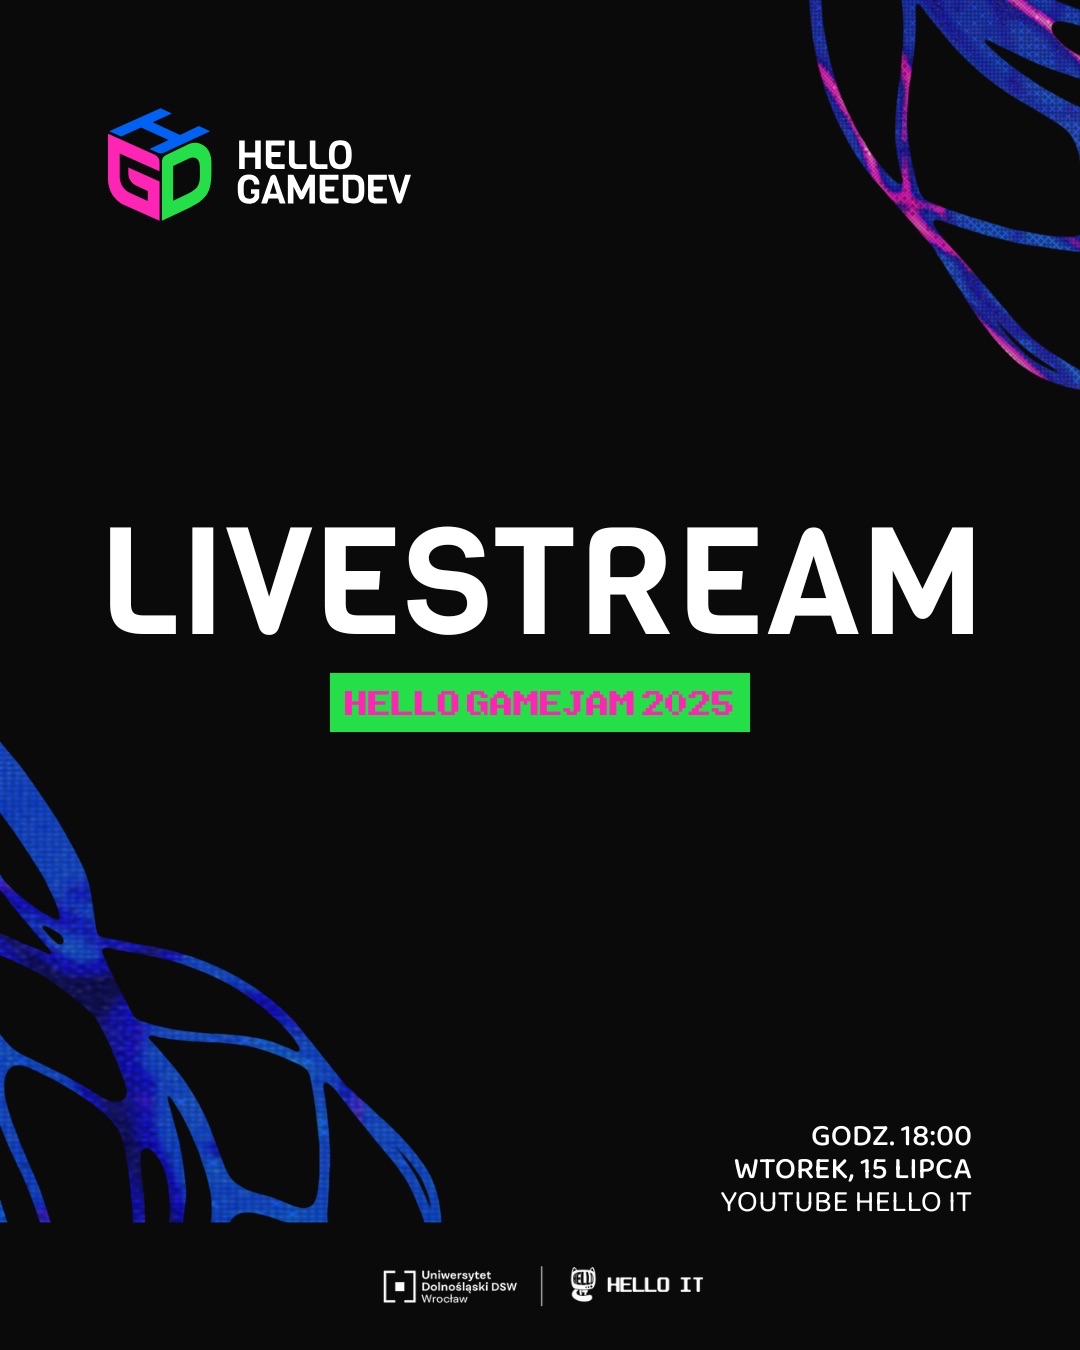 HGD
HELLO
GAMEDEV
LIVESTREAM
HELLO GAMEJAM 2025
GODZ. 18:00
WTOREK, 15 LIPCA
YOUTUBE HELLO IT
Uniwersytet
Dolnośląski DSW
Wrocław
HELLO IT